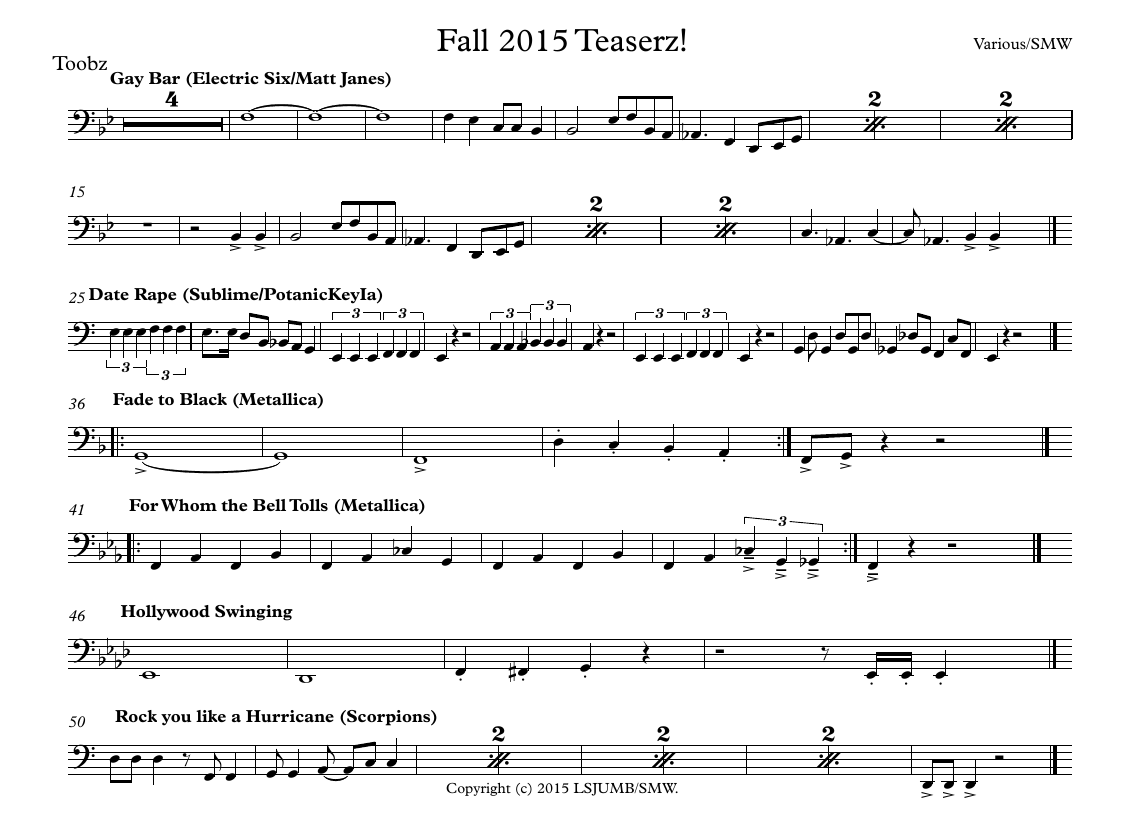 Fall 2015 Teaserz!
Various/SMW
Toobz
Gay Bar (Electric Six/Matt Janes)
4 2 2
15
2 2
25 Date Rape (Sublime/PotanicKeyIa)
3 3 3 3 3 3 3 3
36 Fade to Black (Metallica)
41 For Whom the Bell Tolls (Metallica)
3
46 Hollywood Swinging
50 Rock you like a Hurricane (Scorpions)
2 2 2
Copyright (c) 2015 LSJUMB/SMW.